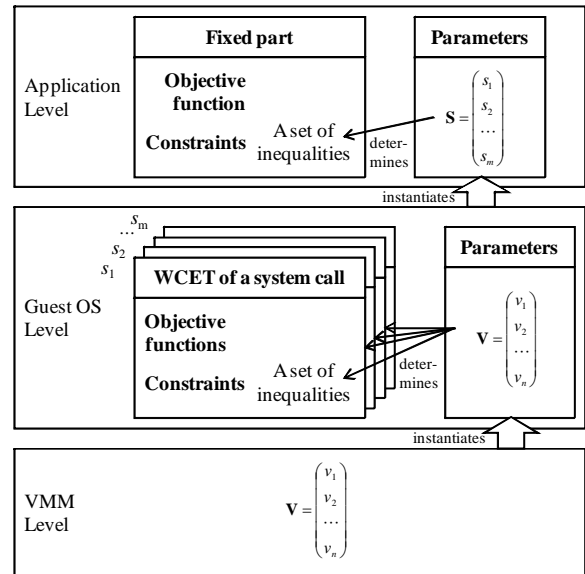 Application
Level
Fixed part
Objective
function
Constraints
A set of
inequalities
deter-
mines
Parameters
S = 
s1
s2
...
sm
instantiates
Guest OS
Level
sm
...
s2
s1
WCET of a system call
Objective
functions
Constraints
A set of
inequalities
deter-
mines
Parameters
V = 
v1
v2
...
vn
instantiates
VMM
Level
V = 
v1
v2
...
vn